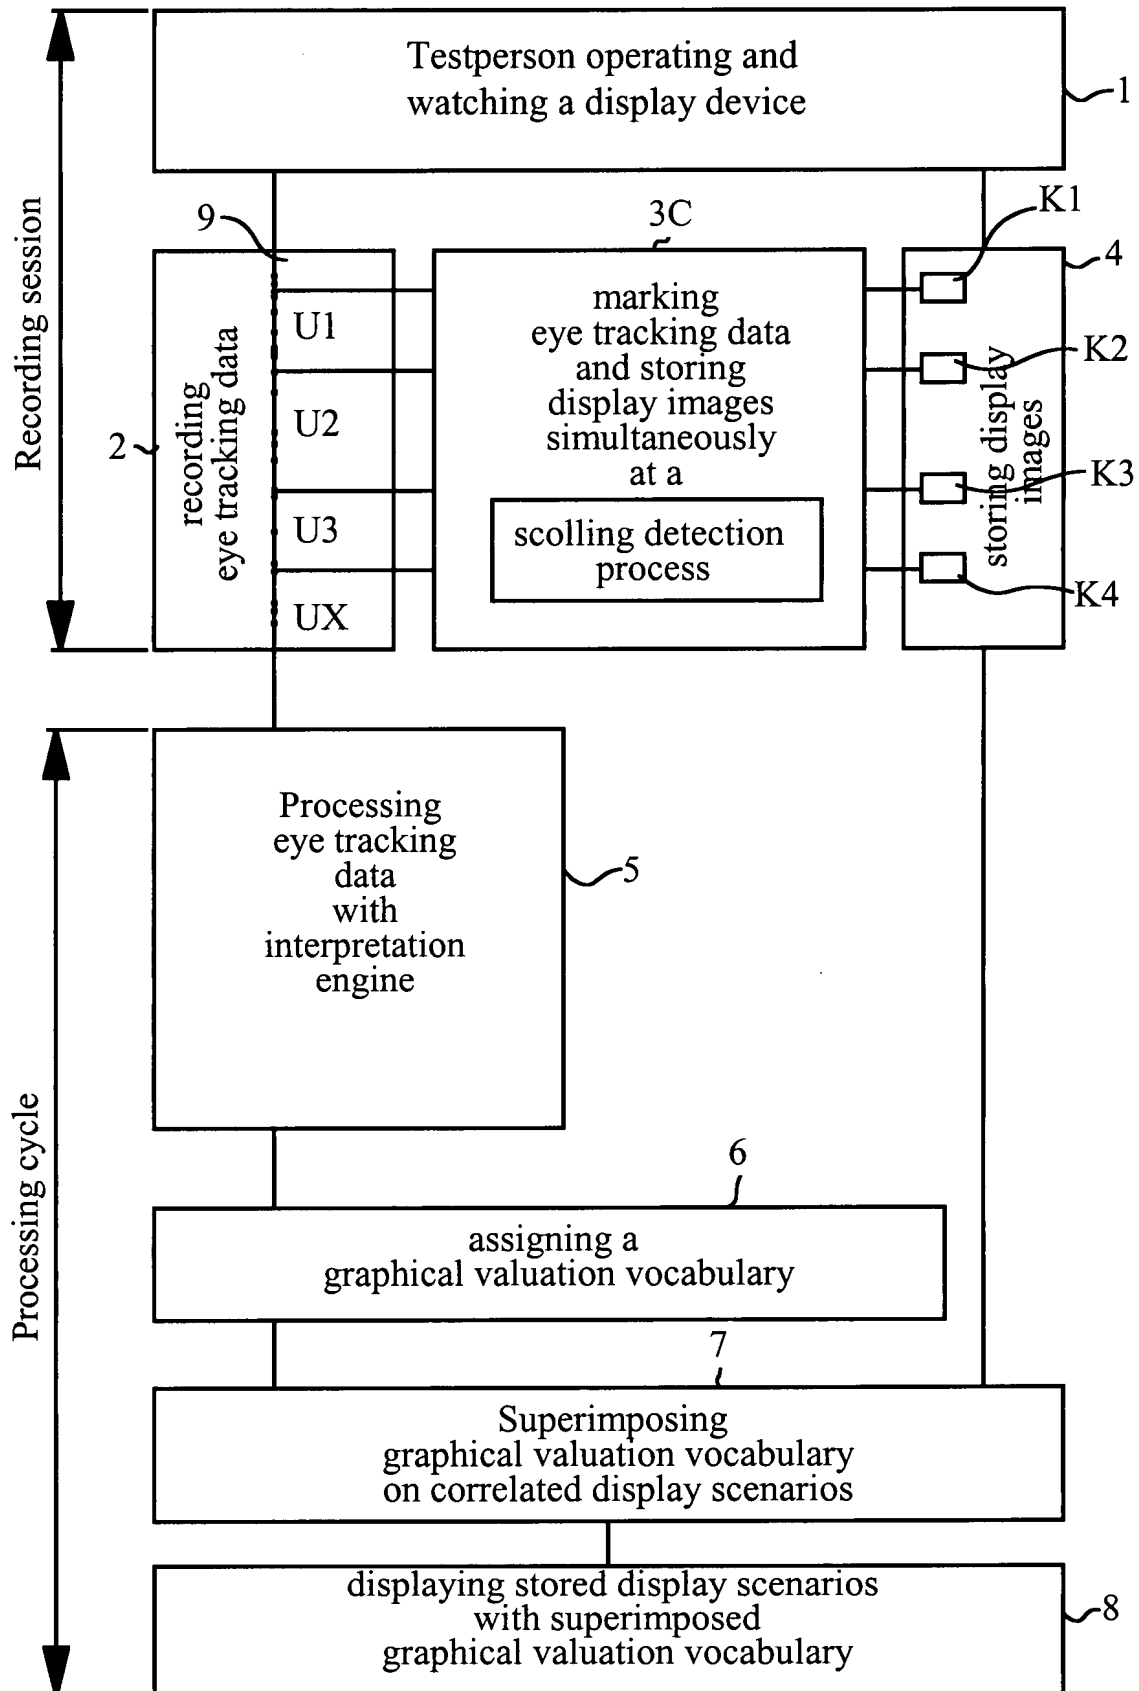 Testperson operating and
watching a display device
1
Recording session
9
3C
K1
4
recording
eye tracking data
2
U1
U2
U3
UX
marking
eye tracking data
and storing
display images
simultaneously
at a
scolling detection
process
storing display
images
K2
K3
K4
Processing cycle
Processing
eye tracking
data
with
interpretation
engine
5
6
assigning a
graphical valuation vocabulary
7
Superimposing
graphical valuation vocabulary
on correlated display scenarios
displaying stored display scenarios
with superimposed
graphical valuation vocabulary
8